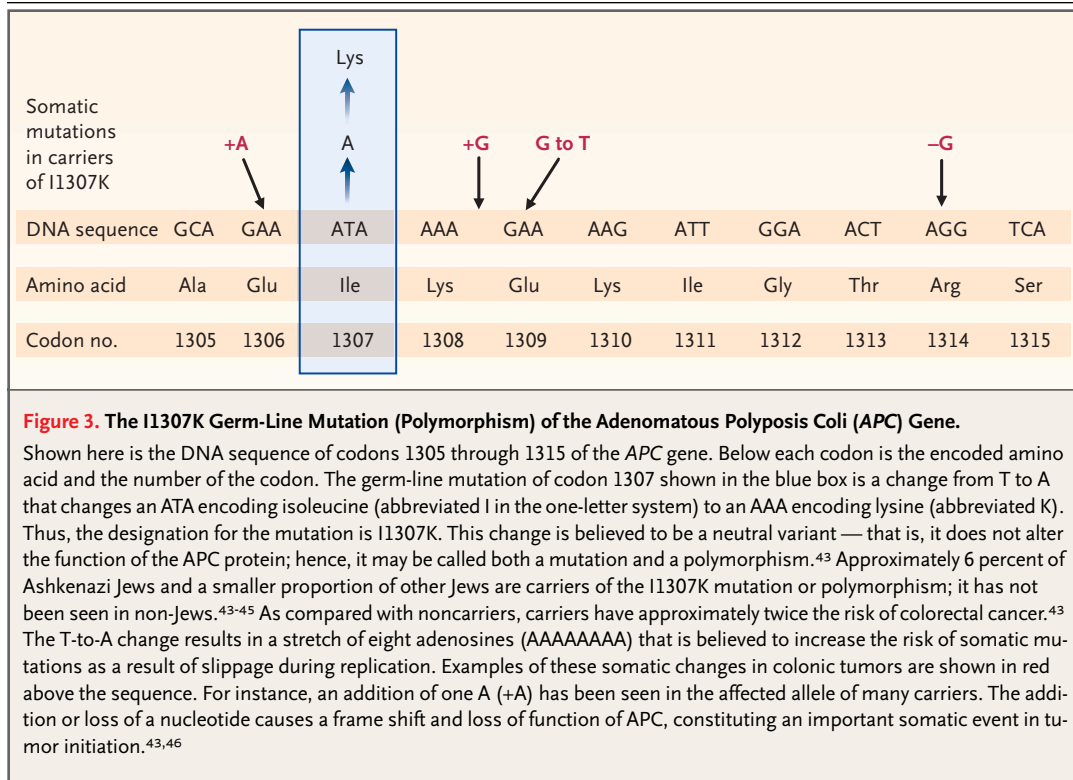 Lys
Somatic
mutations
in carriers
of I1307K
+A
A
+G
G to T
–G
DNA sequence GCA GAA ATA AAA GAA AAG ATT GGA ACT AGG TCA
Amino acid Ala Glu Ile Lys Glu Lys Ile Gly Thr Arg Ser
Codon no. 1305 1306 1307 1308 1309 1310 1311 1312 1313 1314 1315
Figure 3. The I1307K Germ-Line Mutation (Polymorphism) of the Adenomatous Polyposis Coli (APC) Gene.
Shown here is the DNA sequence of codons 1305 through 1315 of the APC gene. Below each codon is the encoded amino
acid and the number of the codon. The germ-line mutation of codon 1307 shown in the blue box is a change from T to A
that changes an ATA encoding isoleucine (abbreviated I in the one-letter system) to an AAA encoding lysine (abbreviated K).
Thus, the designation for the mutation is I1307K. This change is believed to be a neutral variant — that is, it does not alter
the function of the APC protein; hence, it may be called both a mutation and a polymorphism.43 Approximately 6 percent of
Ashkenazi Jews and a smaller proportion of other Jews are carriers of the I1307K mutation or polymorphism; it has not
been seen in non-Jews.43-45 As compared with noncarriers, carriers have approximately twice the risk of colorectal cancer.43
The T-to-A change results in a stretch of eight adenosines (AAAAAAAA) that is believed to increase the risk of somatic mu-
tations as a result of slippage during replication. Examples of these somatic changes in colonic tumors are shown in red
above the sequence. For instance, an addition of one A (+A) has been seen in the affected allele of many carriers. The addi-
tion or loss of a nucleotide causes a frame shift and loss of function of APC, constituting an important somatic event in tu-
mor initiation.43,46